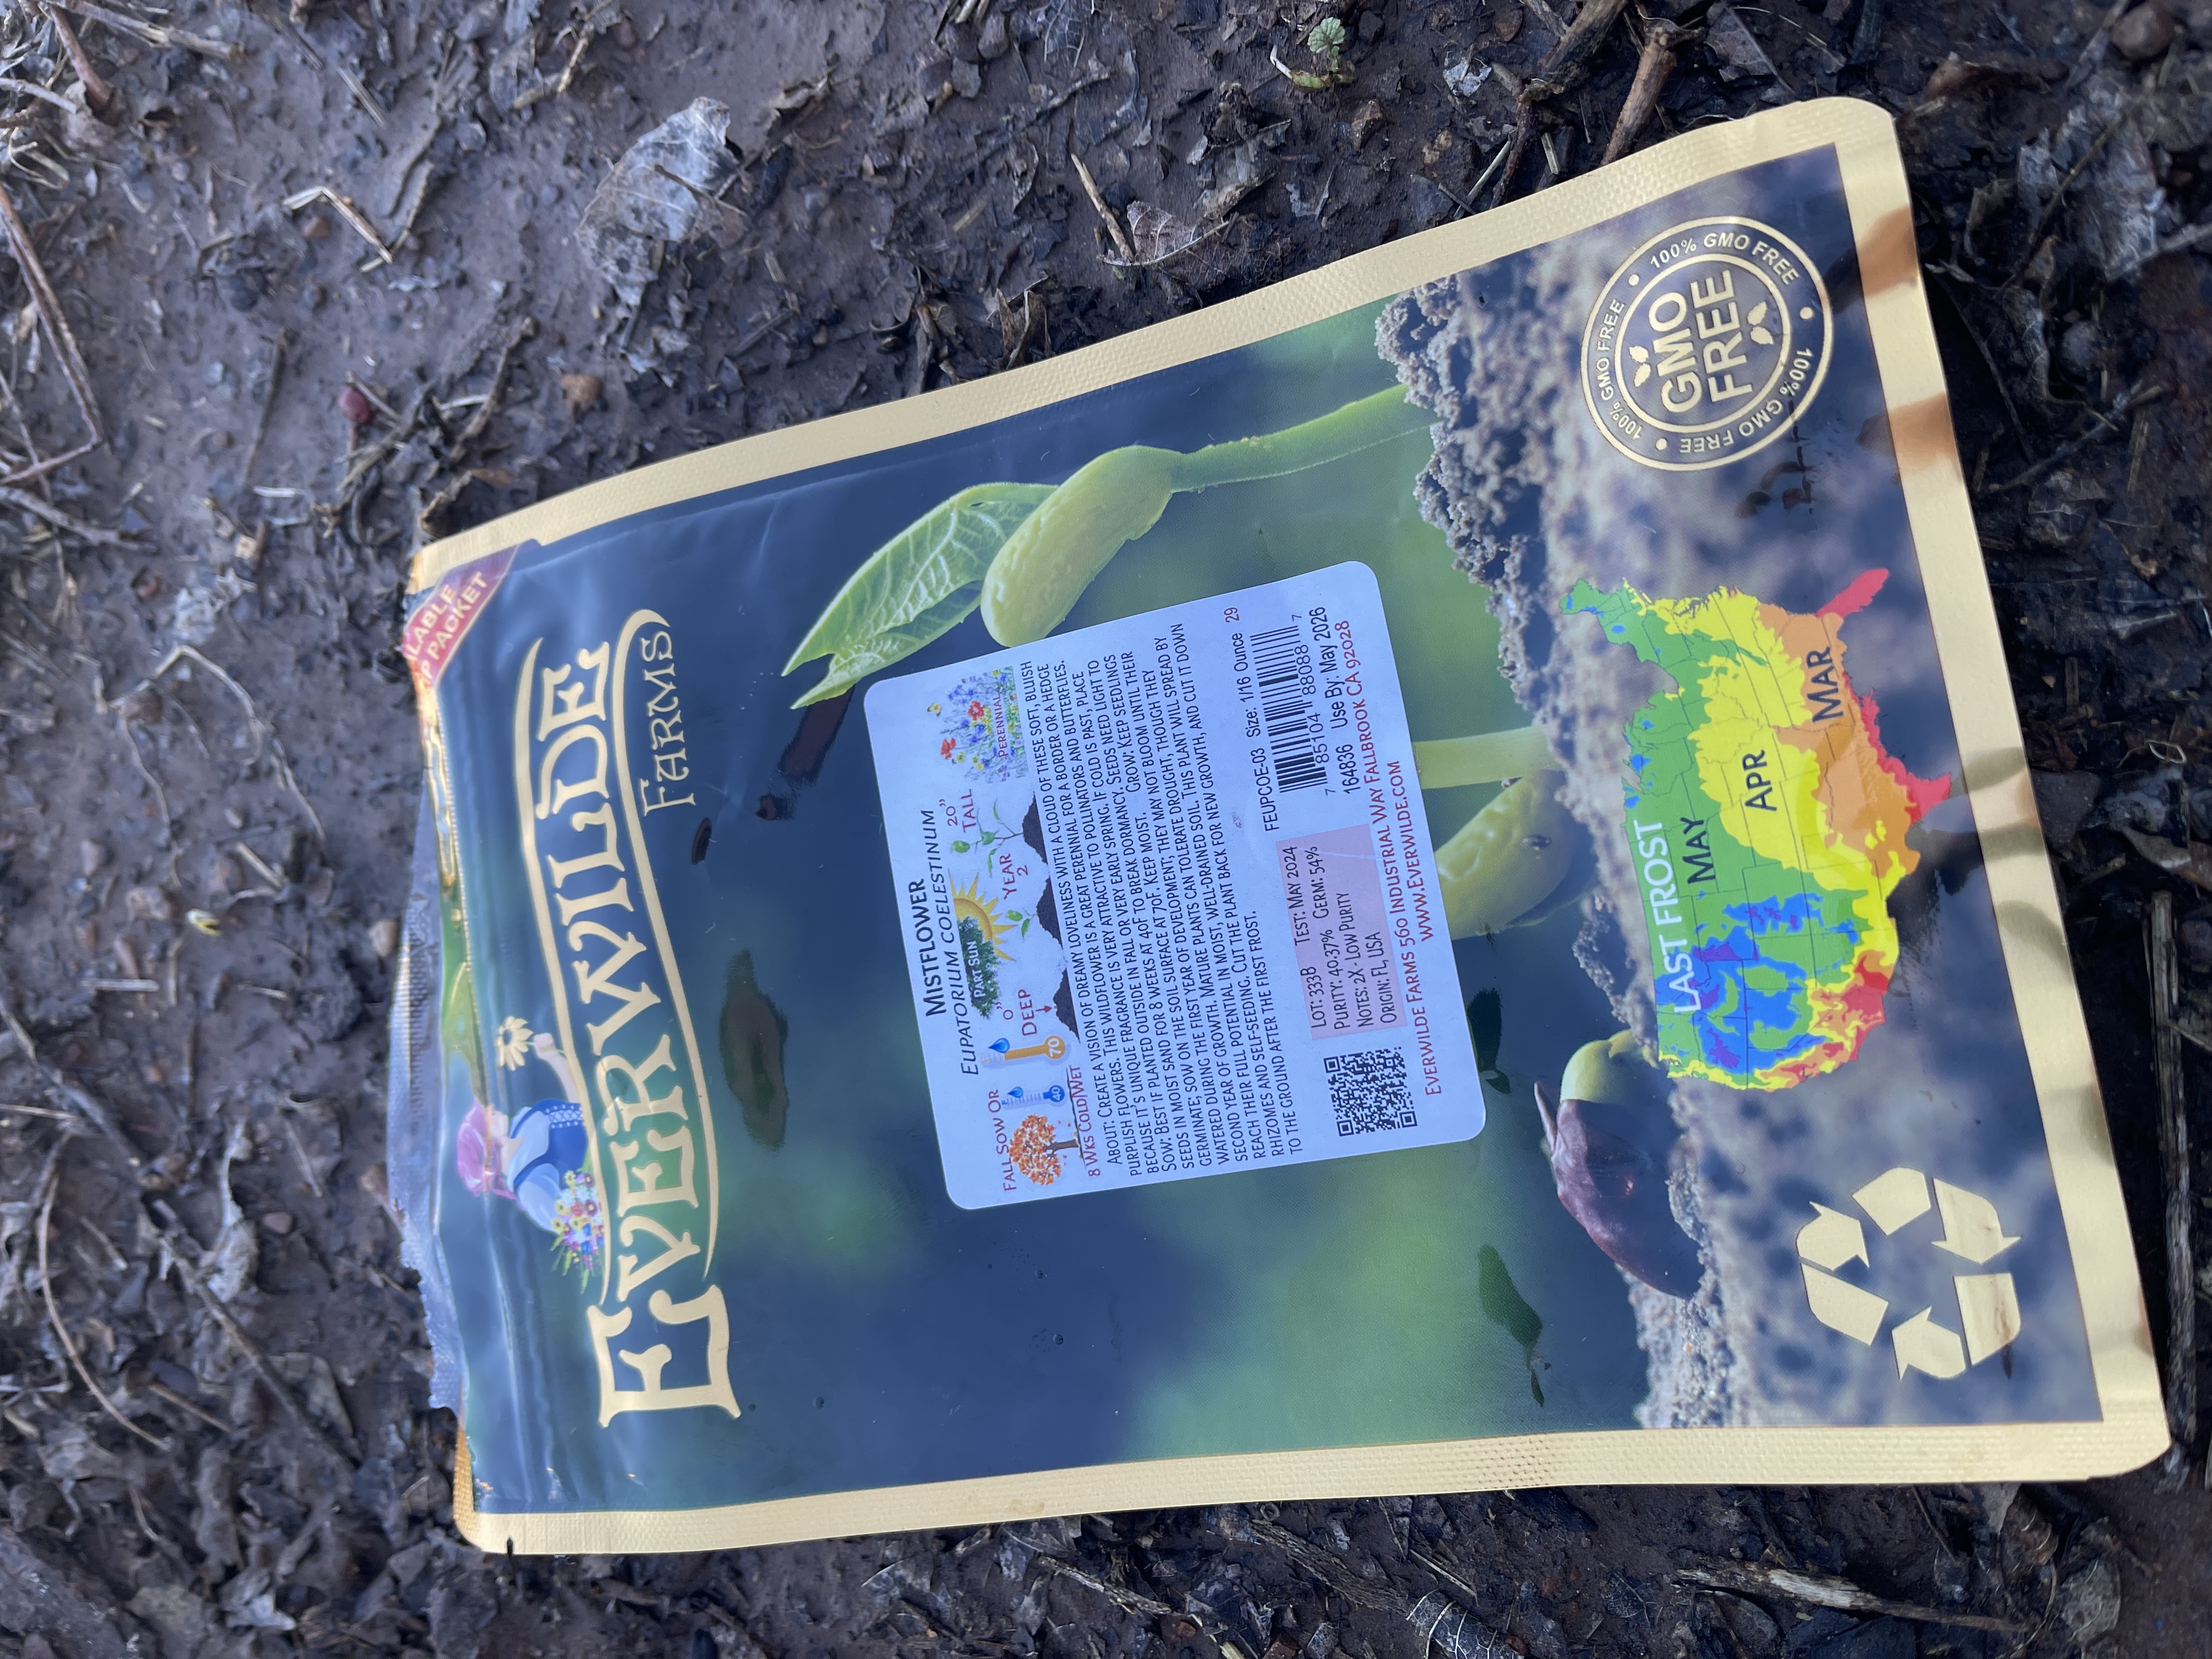 LABLE
P PACKET
EVERWILDE
FARMS
MISTFLOWER
EUPATORIUM COELESTINUM
FALL SOW OR
40
8 WKS COLD/WET
70
0"
DEEP
PART SUN
YEAR
2
20"
TALL
PERENNIAL
ABOUT: CREATE A VISION OF DREAMY LOVELINESS WITH A CLOUD OF THESE SOFT, BLUISH
PURPLISH FLOWERS. THIS WILDFLOWER IS A GREAT PERENNIAL FOR A BORDER OR A HEDGE
BECAUSE IT'S UNIQUE FRAGRANCE IS VERY ATTRACTIVE TO POLLINATORS AND BUTTERFLIES.
SOW: BEST IF PLANTED OUTSIDE IN FALL OR VERY EARLY SPRING. IF COLD IS PAST, PLACE
SEEDS IN MOIST SAND FOR 8 WEEKS AT 40F TO BREAK DORMANCY. SEEDS NEED LIGHT TO
GERMINATE; SOW ON THE SOIL SURFACE AT 70F. KEEP MOIST. GROW: KEEP SEEDLINGS
WATERED DURING THE FIRST YEAR OF DEVELOPMENT; THEY MAY NOT BLOOM UNTIL THEIR
SECOND YEAR OF GROWTH. MATURE PLANTS CAN TOLERATE DROUGHT, THOUGH THEY
REACH THEIR FULL POTENTIAL IN MOIST, WELL-DRAINED SOIL. THIS PLANT WILL SPREAD BY
RHIZOMES AND SELF-SEEDING. CUT THE PLANT BACK FOR NEW GROWTH, AND CUT IT DOWN
TO THE GROUND AFTER THE FIRST FROST.
FEUPCOE-03 Size: 1/16 Ounce 29
LOT: 333B TEST: MAY 2024
PURITY: 40.37% GERM: 54%
NOTES: 2X - LOW PURITY
ORIGIN: FL, USA
7 85104 88088 7
164836 Use By: May 2026
EVERWILDE FARMS 560 INDUSTRIAL WAY FALLBROOK CA 92028
WWW.EVERWILDE.COM
LAST FROST
MAY
APR
MAR
100% GMO FREE
100% GMO FREE
100% GMO FREE
GMO
FREE